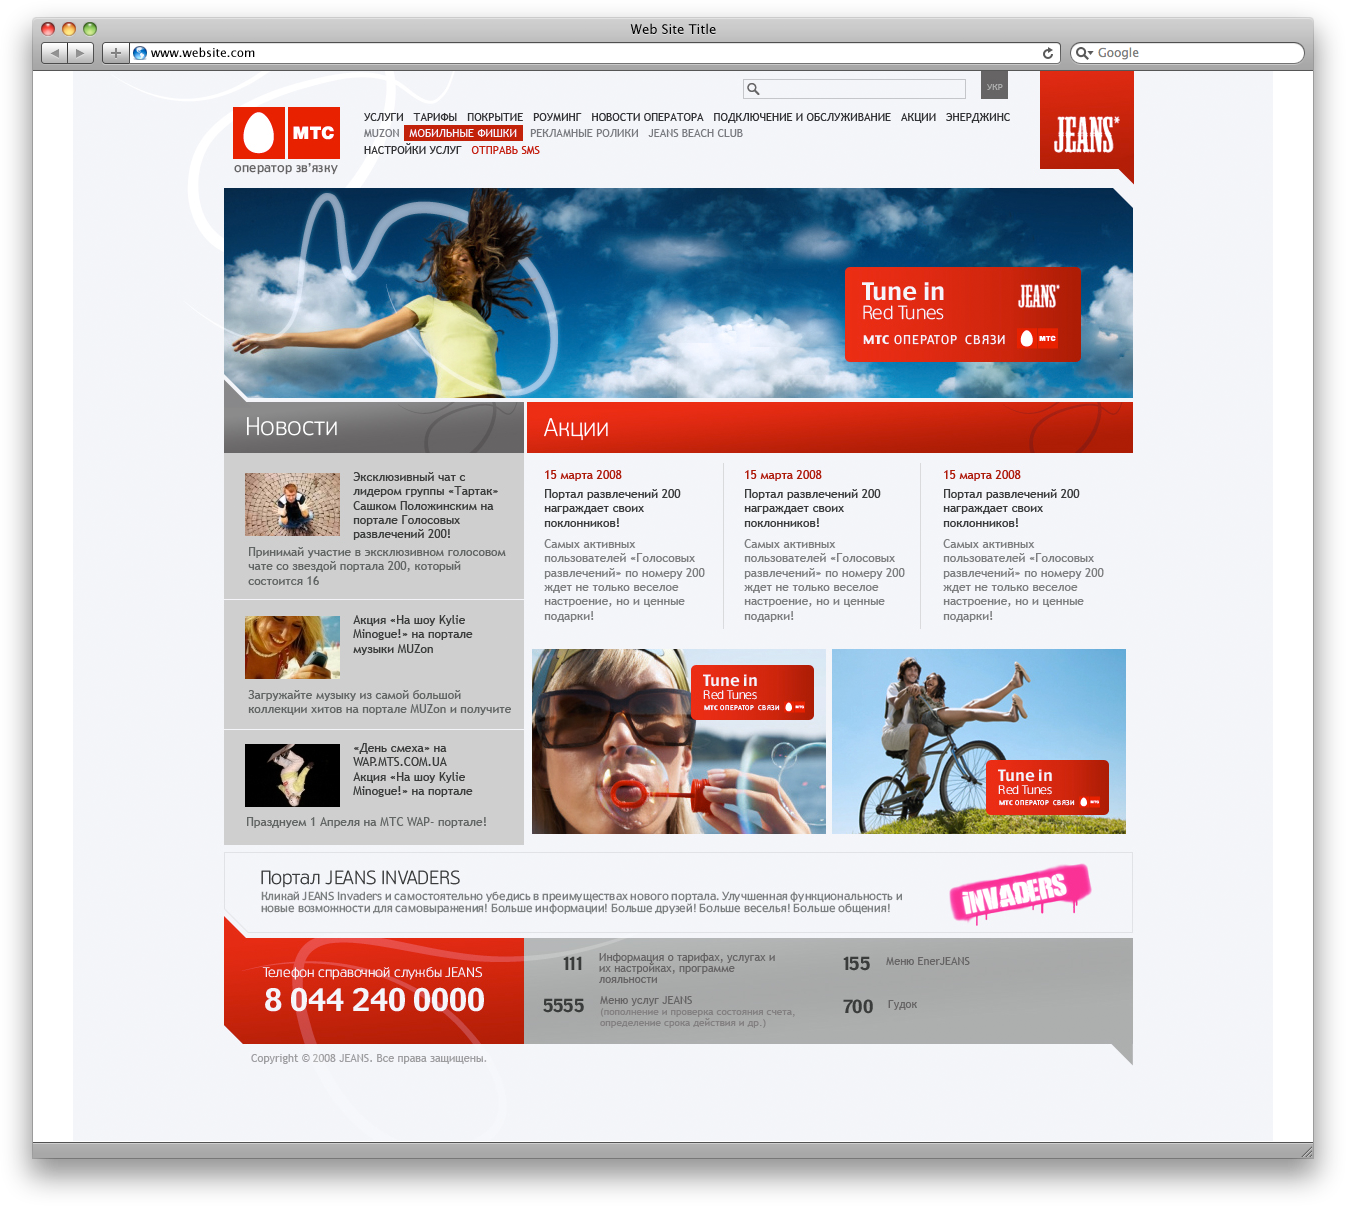 Web Site Title
www.website.com
Google
УКР
МТС
оператор зв'язку
УСЛУГИ ТАРИФЫ ПОКРЫТИЕ РОУМИНГ НОВОСТИ ОПЕРАТОРА ПОДКЛЮЧЕНИЕ И ОБСЛУЖИВАНИЕ АКЦИИ ЭНЕРДЖИНС
MUZON МОБИЛЬНЫЕ ФИШКИ РЕКЛАМНЫЕ РОЛИКИ JEANS BEACH CLUB
НАСТРОЙКИ УСЛУГ ОТПРАВЬ SMS
JEANS*
Tune in
Red Tunes
JEANS*
МТС ОПЕРАТОР СВЯЗИ
МТС
Новости
Эксклюзивный чат с
лидером группы «Тартак»
Сашком Положинским на
портале Голосовых
развлечений 200!
Принимай участие в эксклюзивном голосовом
чате со звездой портала 200, который
состоится 16
Акция «На шоу Kylie
Minogue!» на портале
музыки MUZon
Загружайте музыку из самой большой
коллекции хитов на портале MUZon и получите
«День смеха» на
WAP.MTS.COM.UA
Акция «На шоу Kylie
Minogue!» на портале
Празднуем 1 Апреля на МТС WAP- портале!
Акции
15 марта 2008
Портал развлечений 200
награждает своих
поклонников!
Самых активных
пользователей «Голосовых
развлечений» по номеру 200
ждет не только веселое
настроение, но и ценные
подарки!
15 марта 2008
Портал развлечений 200
награждает своих
поклонников!
Самых активных
пользователей «Голосовых
развлечений» по номеру 200
ждет не только веселое
настроение, но и ценные
подарки!
15 марта 2008
Портал развлечений 200
награждает своих
поклонников!
Самых активных
пользователей «Голосовых
развлечений» по номеру 200
ждет не только веселое
настроение, но и ценные
подарки!
Tune in
Red Tunes
МТС ОПЕРАТОР СВЯЗИ
МТС
Tune in
Red Tunes
МТС ОПЕРАТОР СВЯЗИ
МТС
Портал JEANS INVADERS
Кликай JEANS Invaders и самостоятельно убедись в преимуществах нового портала. Улучшенная функциональность и
новые возможности для самовыранения! Больше информации! Больше друзей! Больше веселья! Больше общения!
iNVADERS
Телефон справочной службы JEANS
8 044 240 0000
111 Информация о тарифах, услугах и
их настройках, программе
лояльности
5555 Меню услуг JEANS
(пополнение и проверка состояния счета,
определение срока действия и др.)
155 Меню EnerJEANS
700 Гудок
Copyright © 2008 JEANS. Все права защищены.